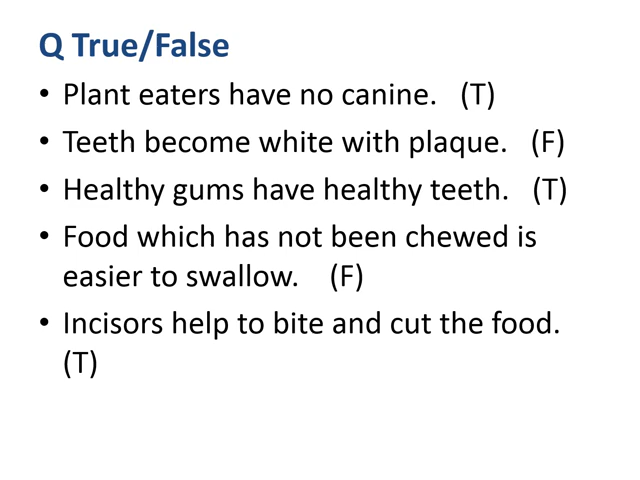 Q True/False
• Plant eaters have no canine.   (T)
• Teeth become white with plaque.   (F)
• Healthy gums have healthy teeth.   (T)
• Food which has not been chewed is
easier to swallow.    (F)
• Incisors help to bite and cut the food.
(T)